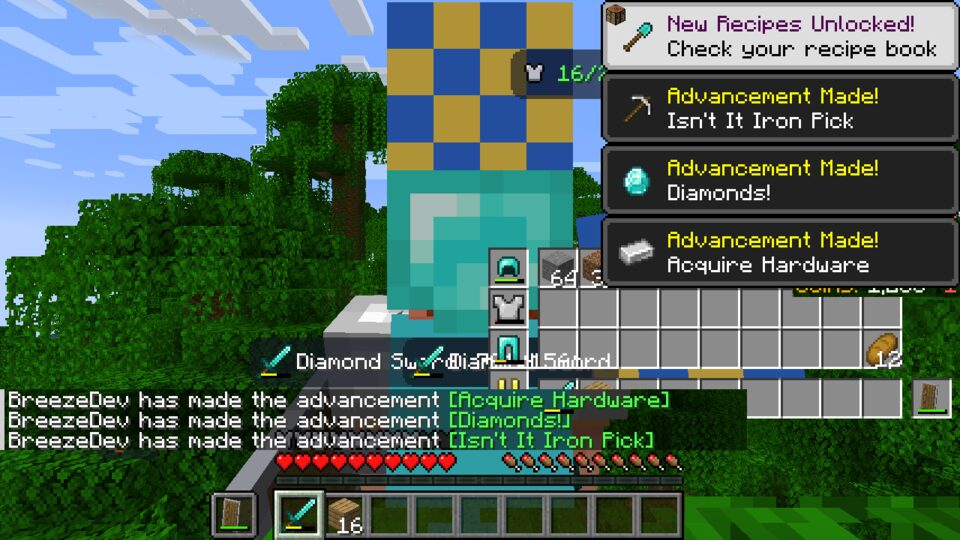 New Recipes Unlocked!
Check your recipe book
16/
Advancement Made!
Isn't It Iron Pick
Advancement Made!
Diamonds!
Advancement Made!
Acquire Hardware
64
12
Diamond
BreezeDev has made the advancement [Acquire Hardware]
BreezeDev has made the advancement [Diamonds!]
BreezeDev has made the advancement [Isn't It Iron Pick]
16